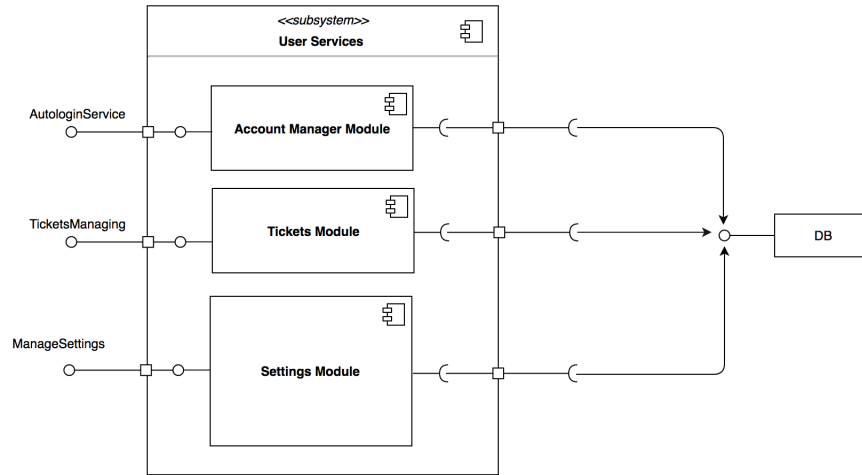 <<subsystem>>
User Services
AutologinService
Account Manager Module
TicketsManaging
Tickets Module
DB
ManageSettings
Settings Module